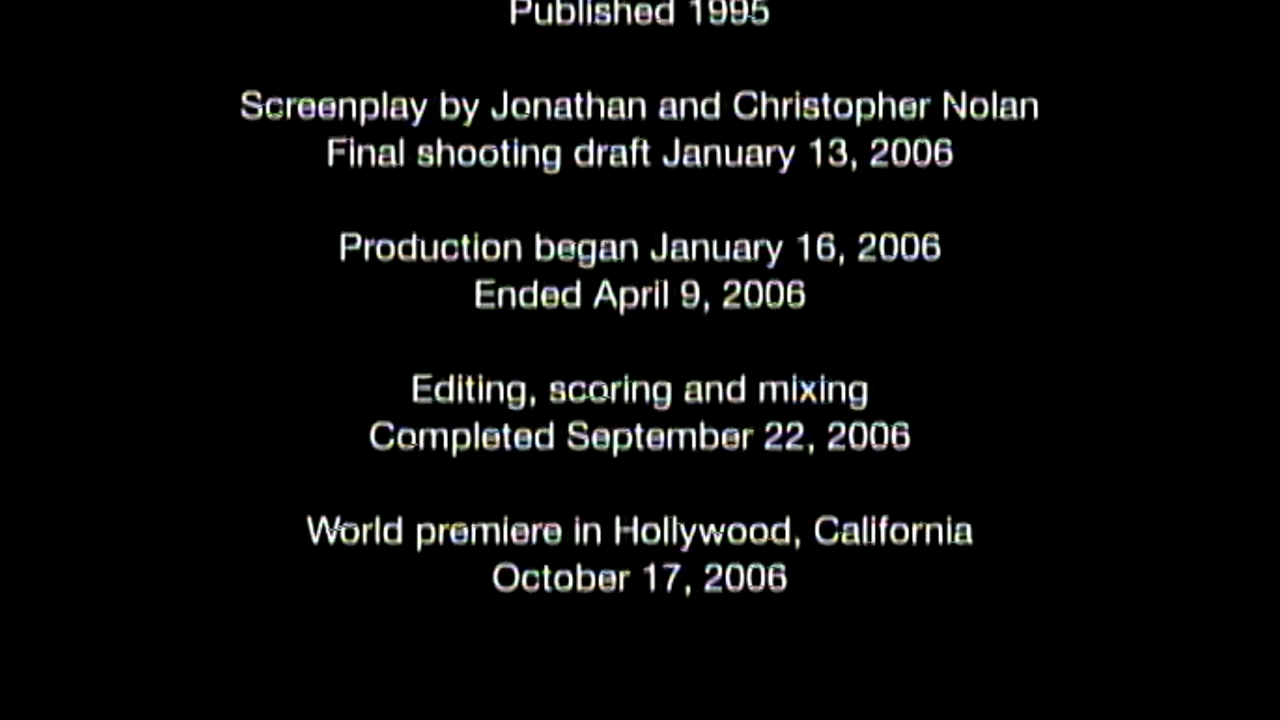 Published 1995
Screenplay by Jonathan and Christopher Nolan
Final shooting draft January 13, 2006
Production began January 16, 2006
Ended April 9, 2006
Editing, scoring and mixing
Completed September 22, 2006
World premiere in Hollywood, California
October 17, 2006